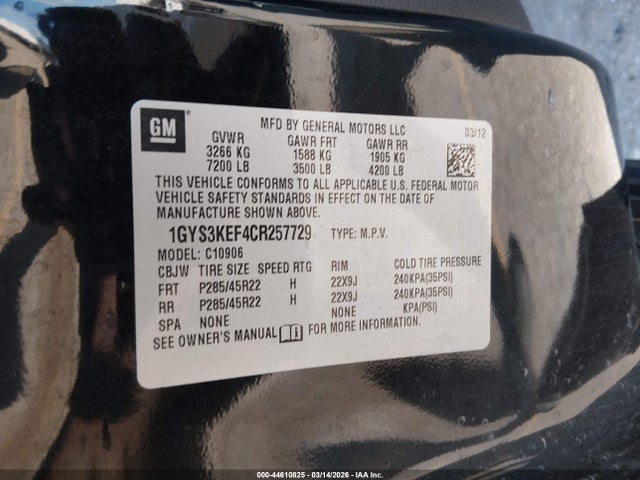 GM
MFD BY GENERAL MOTORS LLC 03/12
GVWR GAWR FRT GAWR RR
3266 KG 1588 KG 1905 KG
7200 LB 3500 LB 4200 LB
THIS VEHICLE CONFORMS TO ALL APPLICABLE U.S. FEDERAL MOTOR
VEHICLE SAFETY STANDARDS IN EFFECT ON THE DATE OF
MANUFACTURE SHOWN ABOVE.
1GYS3KEF4CR257729 TYPE: M.P.V.
MODEL: C10906
CBJW TIRE SIZE SPEED RTG RIM COLD TIRE PRESSURE
FRT P285/45R22 H 22X9J 240KPA(35PSI)
RR P285/45R22 H 22X9J 240KPA(35PSI)
SPA NONE NONE KPA(PSI)
SEE OWNER'S MANUAL FOR MORE INFORMATION.
000-44610825 - 03/14/2026 - IAA Inc.